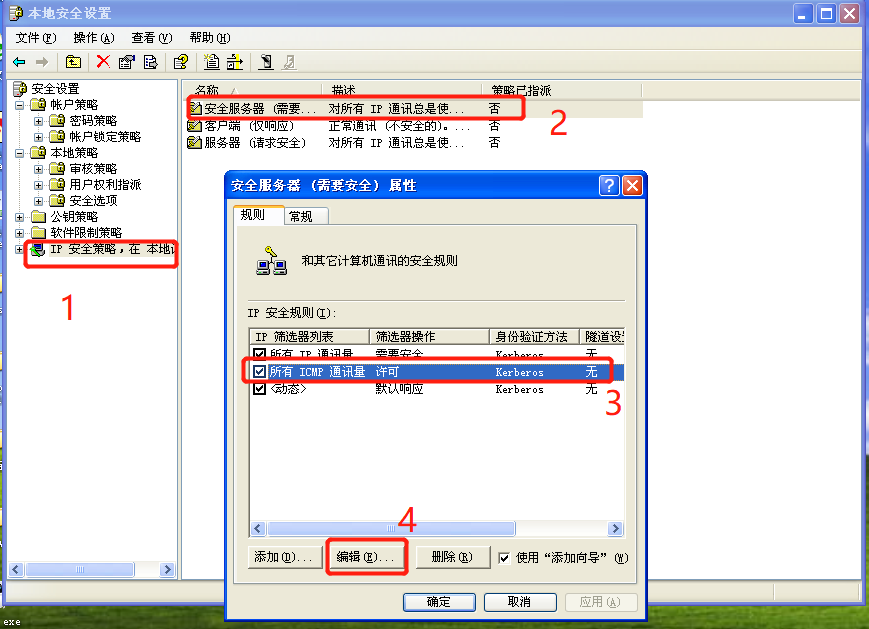 本地安全设置
文件(F) 操作(A) 查看(V) 帮助(H)
安全设置
帐户策略
密码策略
帐户锁定策略
本地策略
审核策略
用户权利指派
安全选项
公钥策略
软件限制策略
IP 安全策略，在 本地
1
名称 描述 策略已指派
安全服务器 (需要... 对所有 IP 通讯总是使... 否
客户端 (仅响应) 正常通讯 (不安全的)。... 否
服务器 (请求安全) 对所有 IP 通讯总是使... 否
2
安全服务器 (需要安全) 属性
规则 常规
和其它计算机通讯的安全规则
IP 安全规则(I):
IP 筛选器列表 筛选器操作 身份验证方法 隧道设
所有 IP 通讯量 需要安全 Kerberos 无
所有 ICMP 通讯量 许可 Kerberos 无
<动态> 默认响应 Kerberos 无
3
4
添加(D)... 编辑(E)... 删除(R) 使用“添加向导”(W)
确定 取消 应用(A)
exe